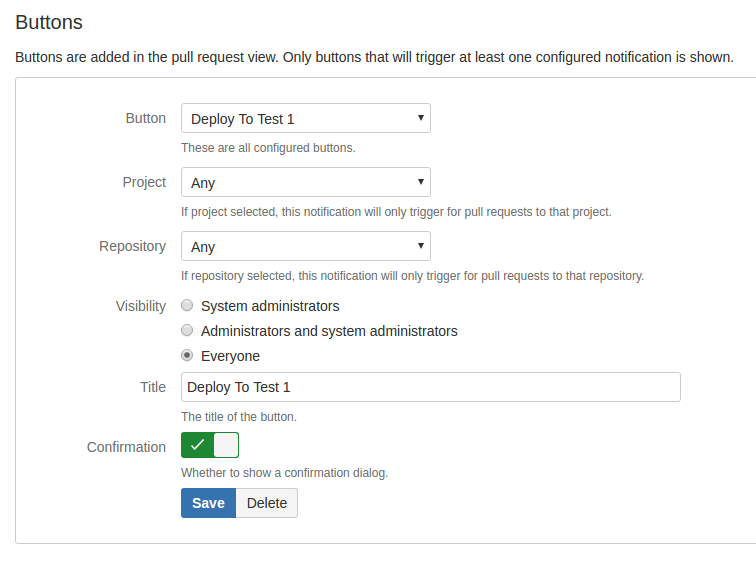 Buttons
Buttons are added in the pull request view. Only buttons that will trigger at least one configured notification is shown.
Button Deploy To Test 1
These are all configured buttons.
Project Any
If project selected, this notification will only trigger for pull requests to that project.
Repository Any
If repository selected, this notification will only trigger for pull requests to that repository.
Visibility System administrators
Administrators and system administrators
Everyone
Title Deploy To Test 1
The title of the button.
Confirmation
Whether to show a confirmation dialog.
Save Delete